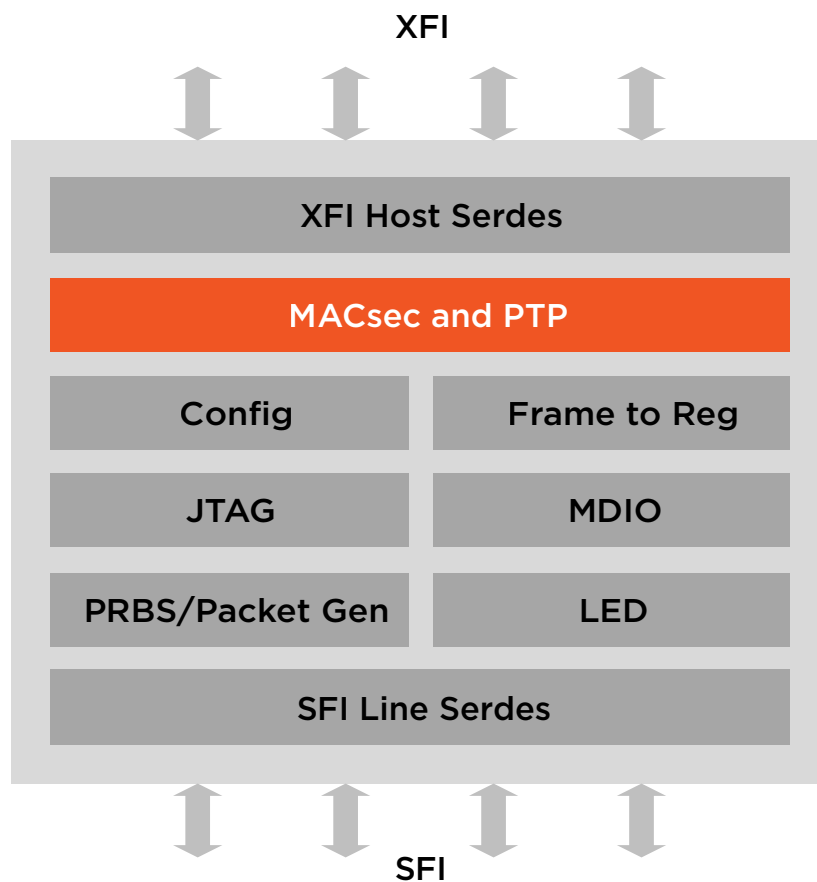 XFI
XFI Host Serdes
MACsec and PTP
Config
Frame to Reg
JTAG
MDIO
PRBS/Packet Gen
LED
SFI Line Serdes
SFI